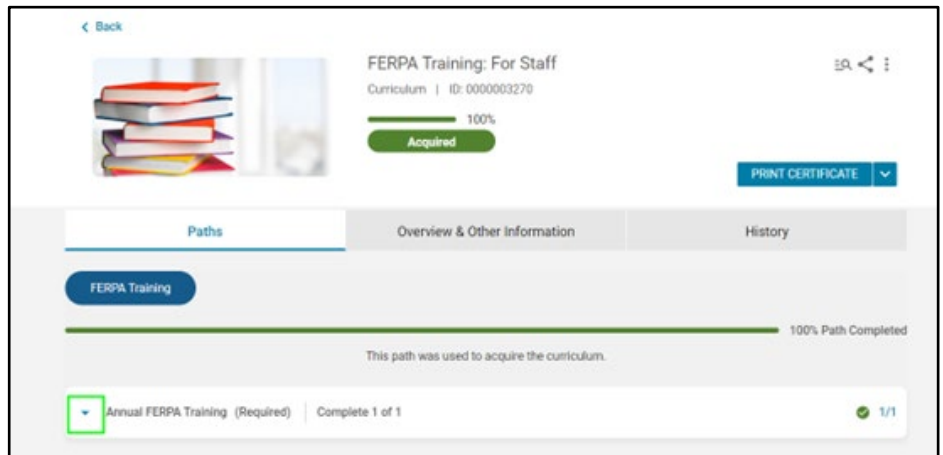 Back
FERPA Training: For Staff
Curriculum | ID: 0000003270
100%
Acquired
PRINT CERTIFICATE
Paths
Overview & Other Information
History
FERPA Training
100% Path Completed
This path was used to acquire the curriculum.
Annual FERPA Training (Required) Complete 1 of 1 1/1